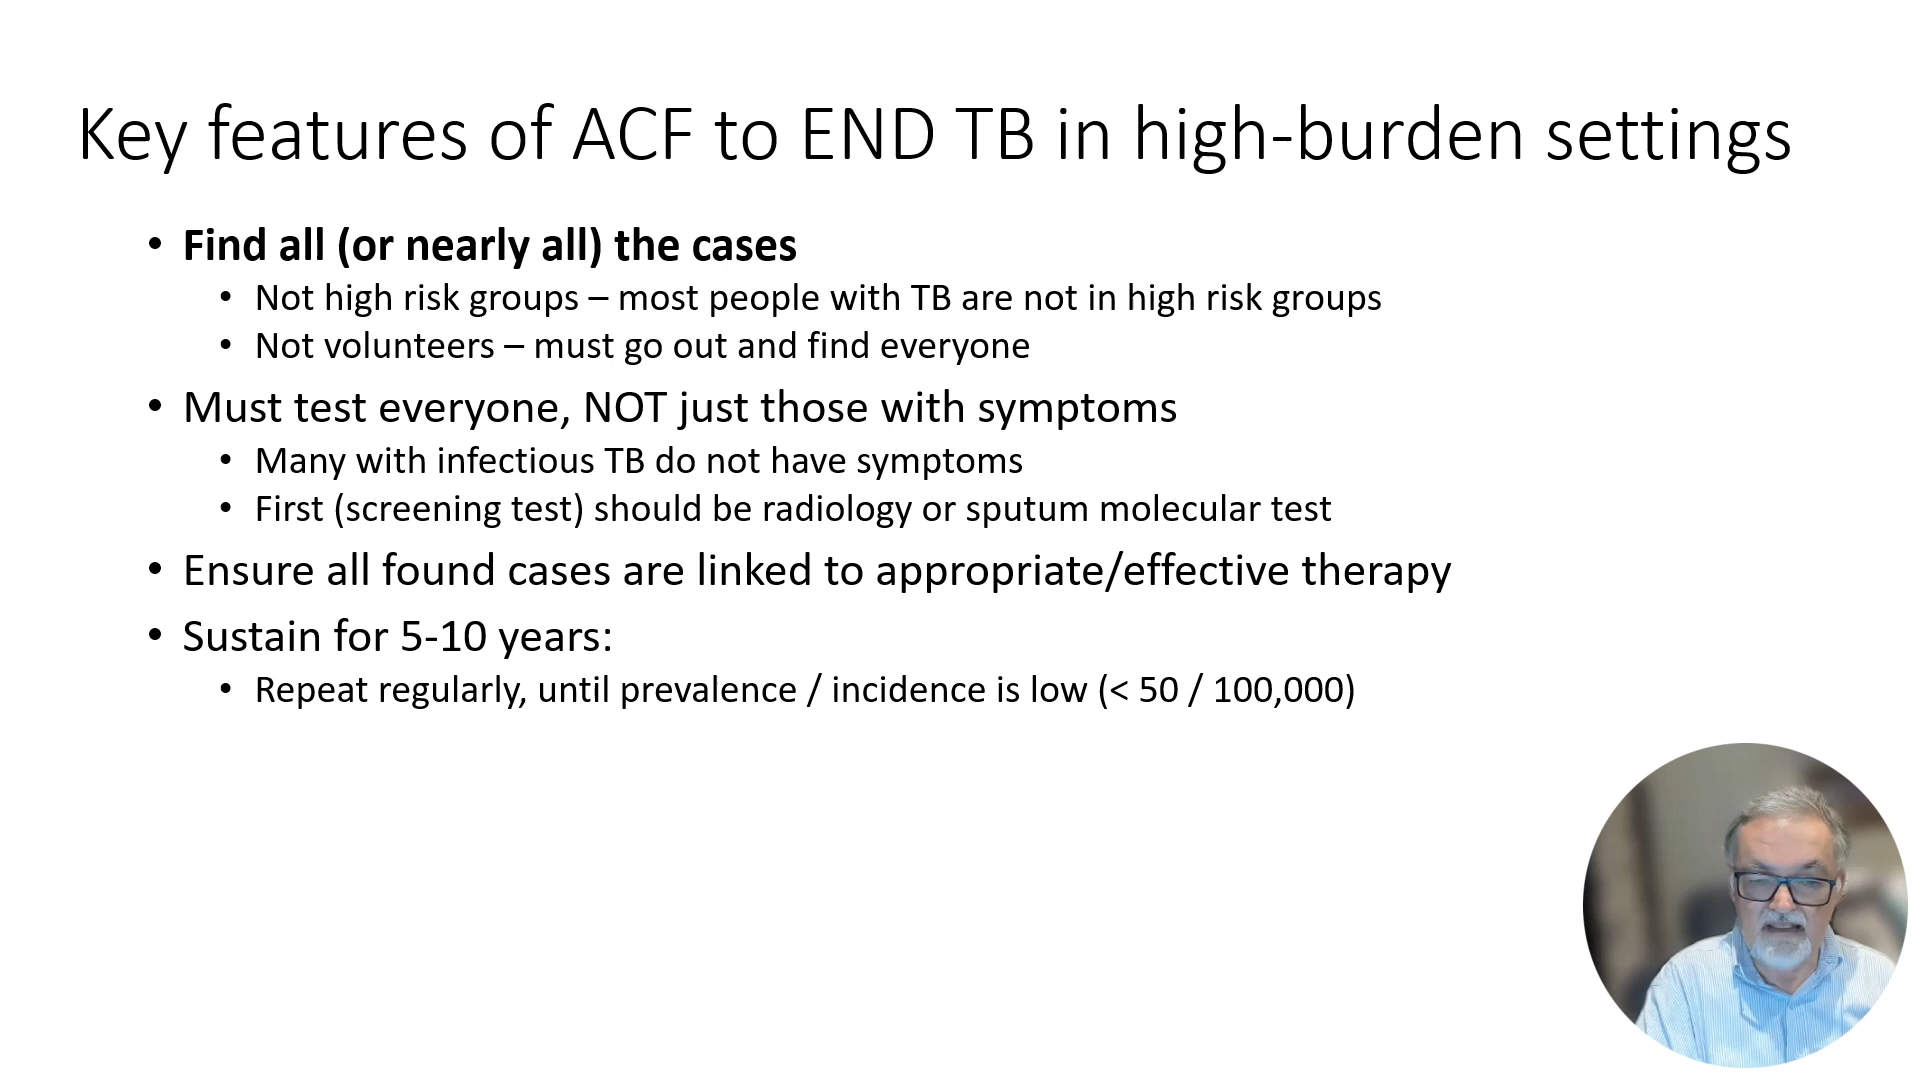 Key features of ACF to END TB in high-burden settings
• Find all (or nearly all) the cases
• Not high risk groups – most people with TB are not in high risk groups
• Not volunteers – must go out and find everyone
• Must test everyone, NOT just those with symptoms
• Many with infectious TB do not have symptoms
• First (screening test) should be radiology or sputum molecular test
• Ensure all found cases are linked to appropriate/effective therapy
• Sustain for 5-10 years:
• Repeat regularly, until prevalence / incidence is low (< 50 / 100,000)